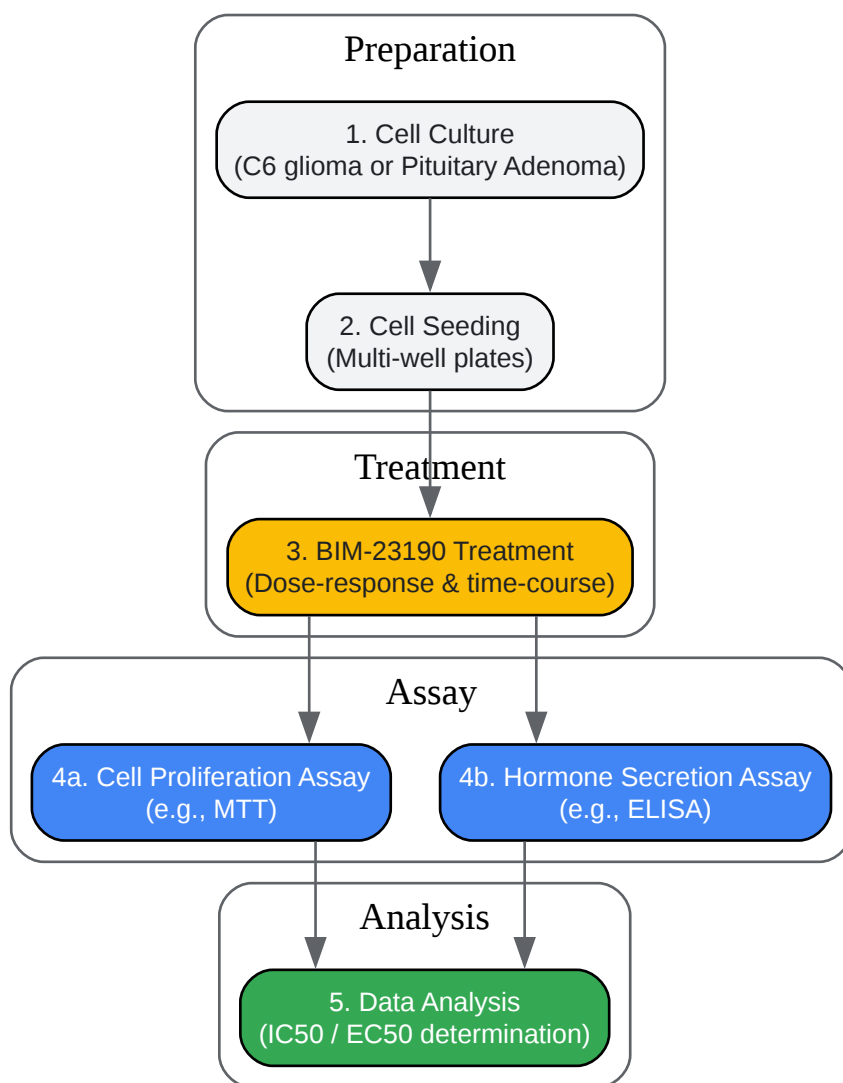 Preparation
1. Cell Culture
(C6 glioma or Pituitary Adenoma)
2. Cell Seeding
(Multi-well plates)
Treatment
3. BIM-23190 Treatment
(Dose-response & time-course)
Assay
4a. Cell Proliferation Assay
(e.g., MTT)
4b. Hormone Secretion Assay
(e.g., ELISA)
Analysis
5. Data Analysis
(IC50 / EC50 determination)